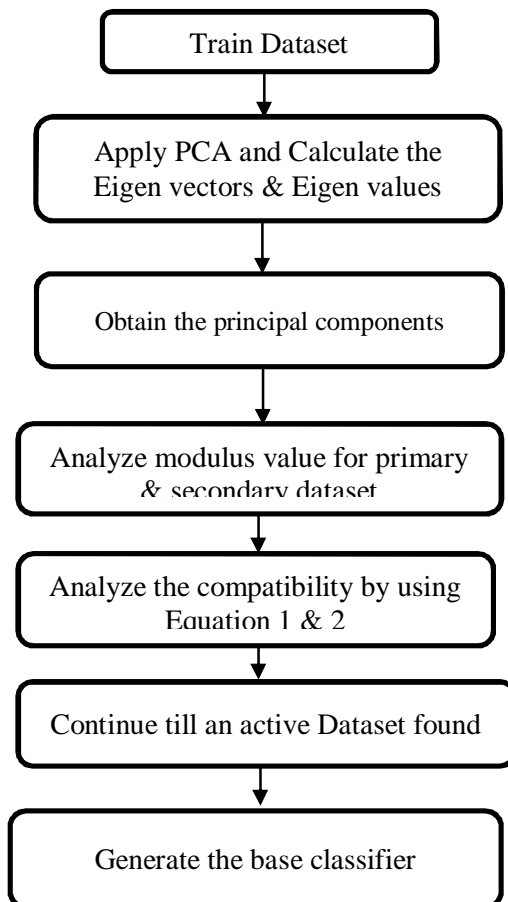 Train Dataset
Apply PCA and Calculate the
Eigen vectors & Eigen values
Obtain the principal components
Analyze modulus value for primary
& secondary dataset
Analyze the compatibility by using
Equation 1 & 2
Continue till an active Dataset found
Generate the base classifier